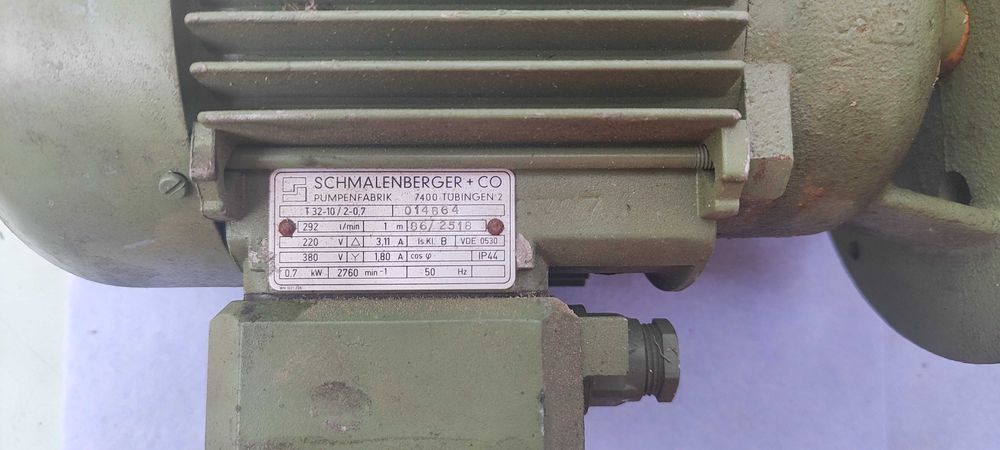 SCHMALENBERGER + CO
PUMPENFABRIK 7400 TÜBINGEN 2
T 32-10 / 2-0,7 014864
292 l/min 1 m 86/2518
220 V △ 3,11 A Is.Kl. B VDE 0530
380 V Y 1,80 A cos φ IP44
0,7 kW 2760 min⁻¹ 50 Hz